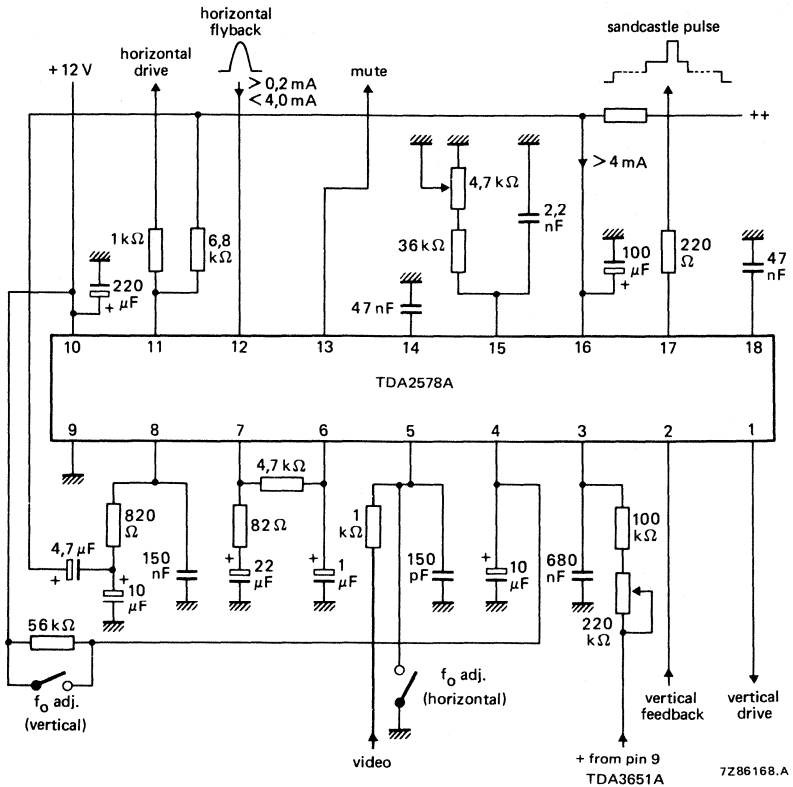 horizontal
flyback
sandcastle pulse
horizontal
drive
+12 V
mute
> 0,2 mA
< 4,0 mA
++
> 4 mA
4,7 kΩ
1 kΩ
6,8
kΩ
36 kΩ
2,2
nF
100
µF
+
220
Ω
47
nF
220
µF
+
47 nF
10
11
12
13
14
15
16
17
18
TDA2578A
9
8
7
6
5
4
3
2
1
4,7 kΩ
820
Ω
82 Ω
1
kΩ
100
kΩ
4,7 µF
+
150
nF
+
22
µF
+
1
µF
150
pF
+
10
µF
680
nF
+
10
µF
220
kΩ
56 kΩ
fo adj.
(vertical)
fo adj.
(horizontal)
vertical
feedback
vertical
drive
video
+ from pin 9
TDA3651A
7Z86168.A